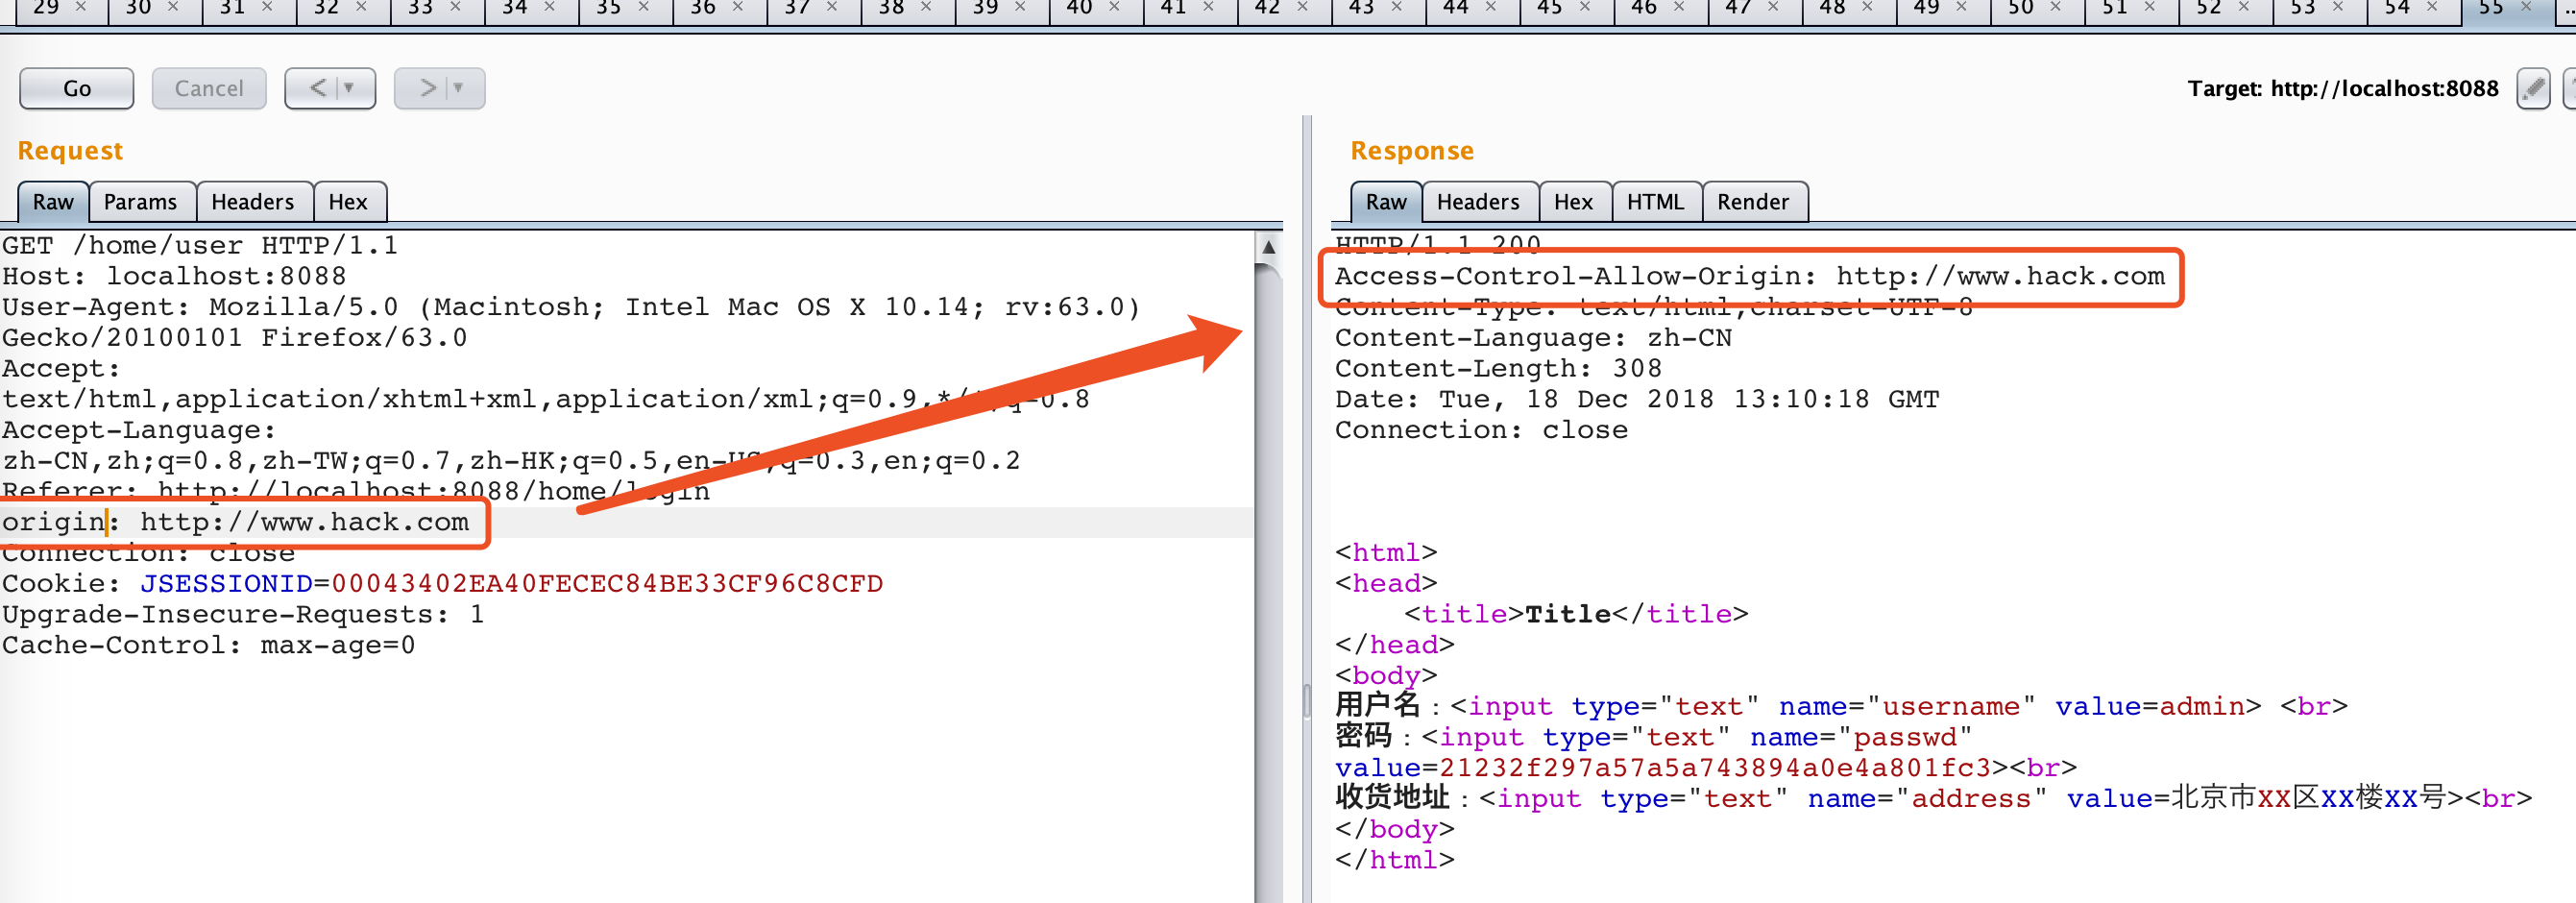 29 × 30 × 31 × 32 × 33 × 34 × 35 × 36 × 37 × 38 × 39 × 40 × 41 × 42 × 43 × 44 × 45 × 46 × 47 × 48 × 49 × 50 × 51 × 52 × 53 × 54 × 55 × ...
Go Cancel < > Target: http://localhost:8088
Request
Raw Params Headers Hex
GET /home/user HTTP/1.1
Host: localhost:8088
User-Agent: Mozilla/5.0 (Macintosh; Intel Mac OS X 10.14; rv:63.0)
Gecko/20100101 Firefox/63.0
Accept:
text/html,application/xhtml+xml,application/xml;q=0.9,*/*;q=0.8
Accept-Language:
zh-CN,zh;q=0.8,zh-TW;q=0.7,zh-HK;q=0.5,en-US;q=0.3,en;q=0.2
Referer: http://localhost:8088/home/login
origin: http://www.hack.com
Connection: close
Cookie: JSESSIONID=00043402EA40FECEC84BE33CF96C8CFD
Upgrade-Insecure-Requests: 1
Cache-Control: max-age=0
Response
Raw Headers Hex HTML Render
HTTP/1.1 200
Access-Control-Allow-Origin: http://www.hack.com
Content-Type: text/html;charset=UTF-8
Content-Language: zh-CN
Content-Length: 308
Date: Tue, 18 Dec 2018 13:10:18 GMT
Connection: close
<html>
<head>
<title>Title</title>
</head>
<body>
用户名：<input type="text" name="username" value=admin> <br>
密码：<input type="text" name="passwd"
value=21232f297a57a5a743894a0e4a801fc3><br>
收货地址：<input type="text" name="address" value=北京市XX区XX楼XX号><br>
</body>
</html>